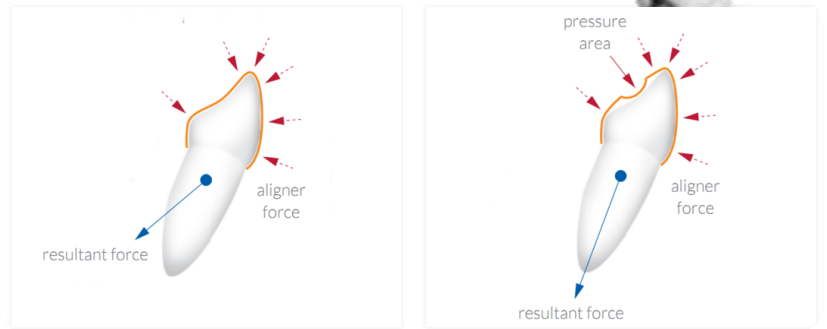 aligner
force
resultant force
pressure
area
aligner
force
resultant force